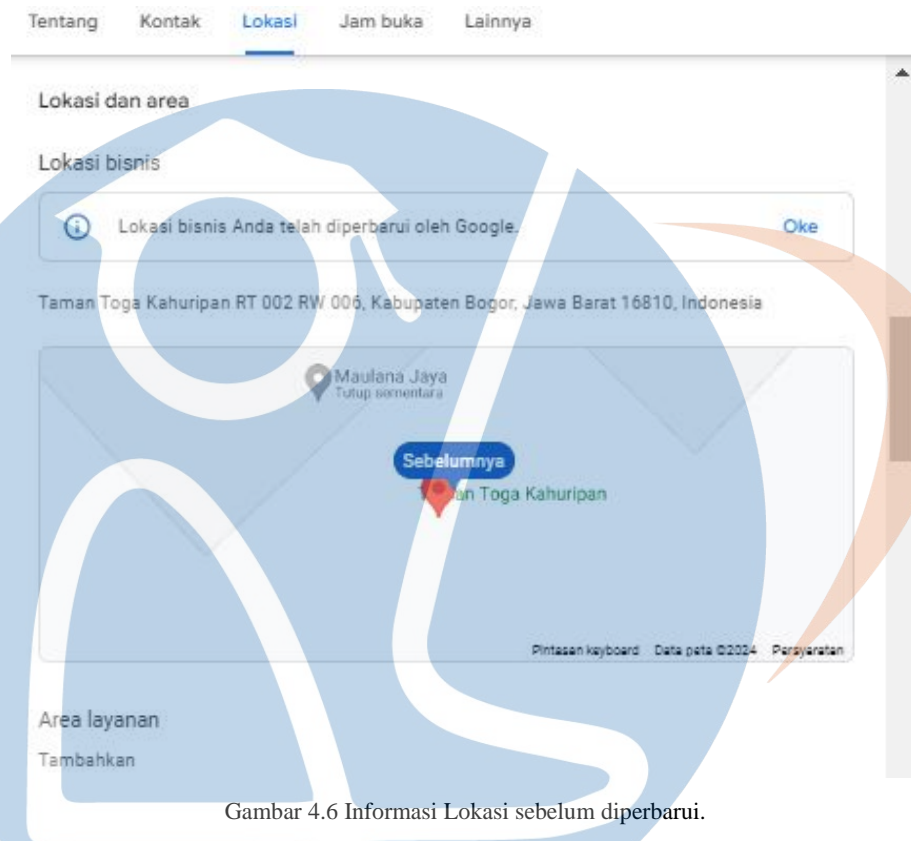 Tentang Kontak Lokasi Jam buka Lainnya
Lokasi dan area
Lokasi bisnis
Lokasi bisnis Anda telah diperbarui oleh Google. Oke
Taman Toga Kahuripan RT 002 RW 006, Kabupaten Bogor, Jawa Barat 16810, Indonesia
Maulana Jaya
Tutup sementara
Sebelumnya
an Toga Kahuripan
Pintasan keyboard Data peta ©2024 Persyaratan
Area layanan
Tambahkan
Gambar 4.6 Informasi Lokasi sebelum diperbarui.